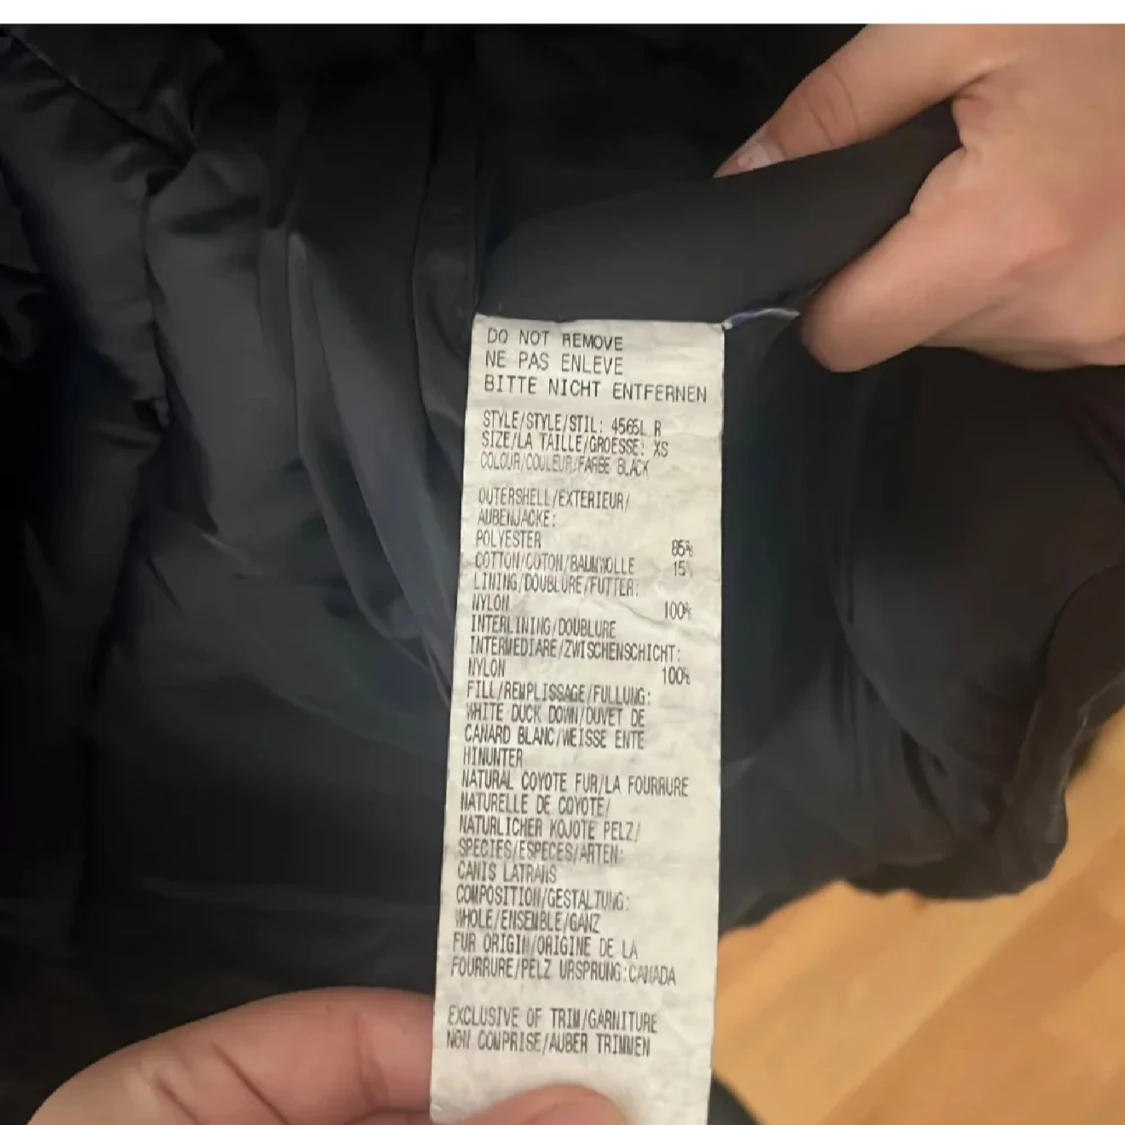 DO NOT REMOVE
NE PAS ENLEVE
BITTE NICHT ENTFERNEN
STYLE/STYLE/STIL: 4565L R
SIZE/LA TAILLE/GROESSE: XS
COLOUR/COULEUR/FARBE BLACK
OUTERSHELL/EXTERIEUR/
AUBENJACKE:
POLYESTER 85%
COTTON/COTON/BAUMWOLLE 15%
LINING/DOUBLURE/FUTTER:
NYLON 100%
INTERLINING/DOUBLURE
INTERMEDIARE/ZWISCHENSCHICHT:
NYLON 100%
FILL/REMPLISSAGE/FULLUNG:
WHITE DUCK DOWN/DUVET DE
CANARD BLANC/WEISSE ENTE
HINUNTER
NATURAL COYOTE FUR/LA FOURRURE
NATURELLE DE COYOTE/
NATURLICHER KOJOTE PELZ/
SPECIES/ESPECES/ARTEN:
CANIS LATRANS
COMPOSITION/GESTALTUNG:
WHOLE/ENSEMBLE/GANZ
FUR ORIGIN/ORIGINE DE LA
FOURRURE/PELZ URSPRUNG:CANADA
EXCLUSIVE OF TRIM/GARNITURE
NON COMPRISE/AUBER TRIMMEN